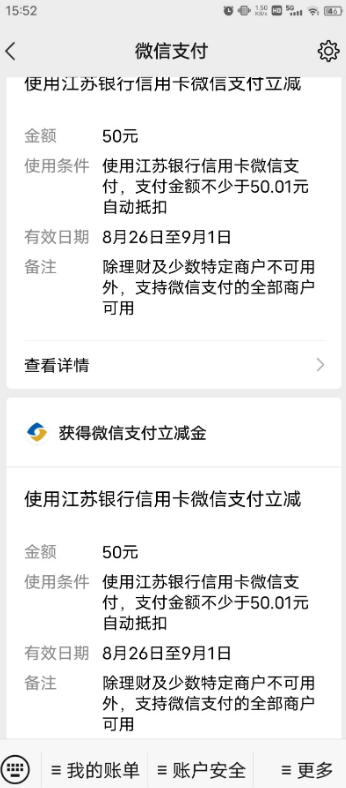 15:52
1.50
KB/s
HD
5G
微信支付
使用江苏银行信用卡微信支付立减
金额 50元
使用条件 使用江苏银行信用卡微信支
付，支付金额不少于50.01元
自动抵扣
有效日期 8月26日至9月1日
备注 除理财及少数特定商户不可用
外，支持微信支付的全部商户
可用
查看详情
获得微信支付立减金
使用江苏银行信用卡微信支付立减
金额 50元
使用条件 使用江苏银行信用卡微信支
付，支付金额不少于50.01元
自动抵扣
有效日期 8月26日至9月1日
备注 除理财及少数特定商户不可用
外，支持微信支付的全部商户
可用
我的账单 账户安全 更多